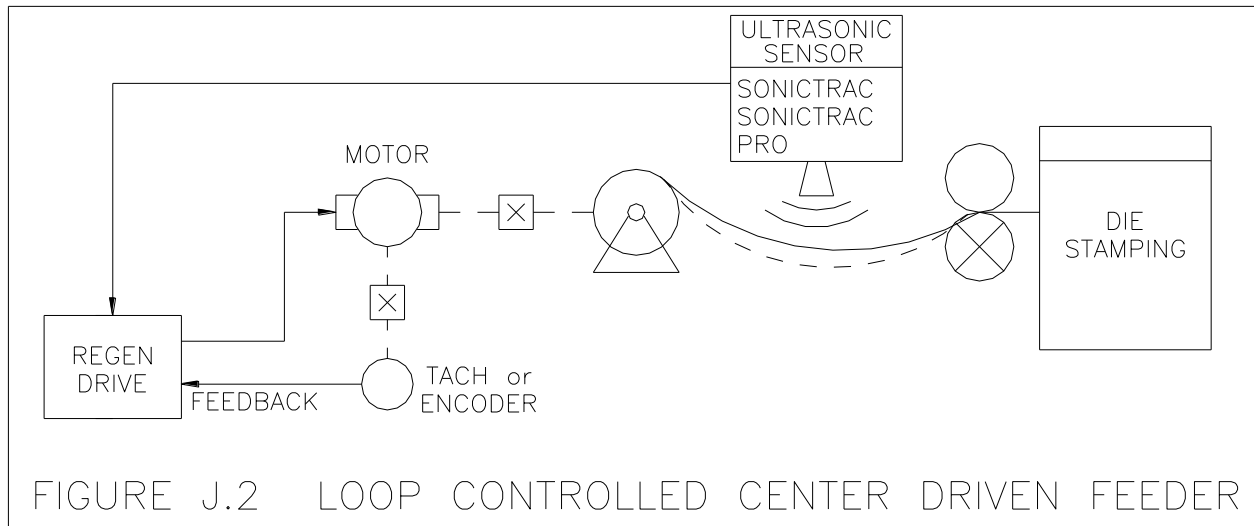 ULTRASONIC
SENSOR
SONICTRAC
SONICTRAC
PRO
MOTOR
DIE
STAMPING
REGEN
DRIVE
FEEDBACK
TACH or
ENCODER
FIGURE J.2 LOOP CONTROLLED CENTER DRIVEN FEEDER